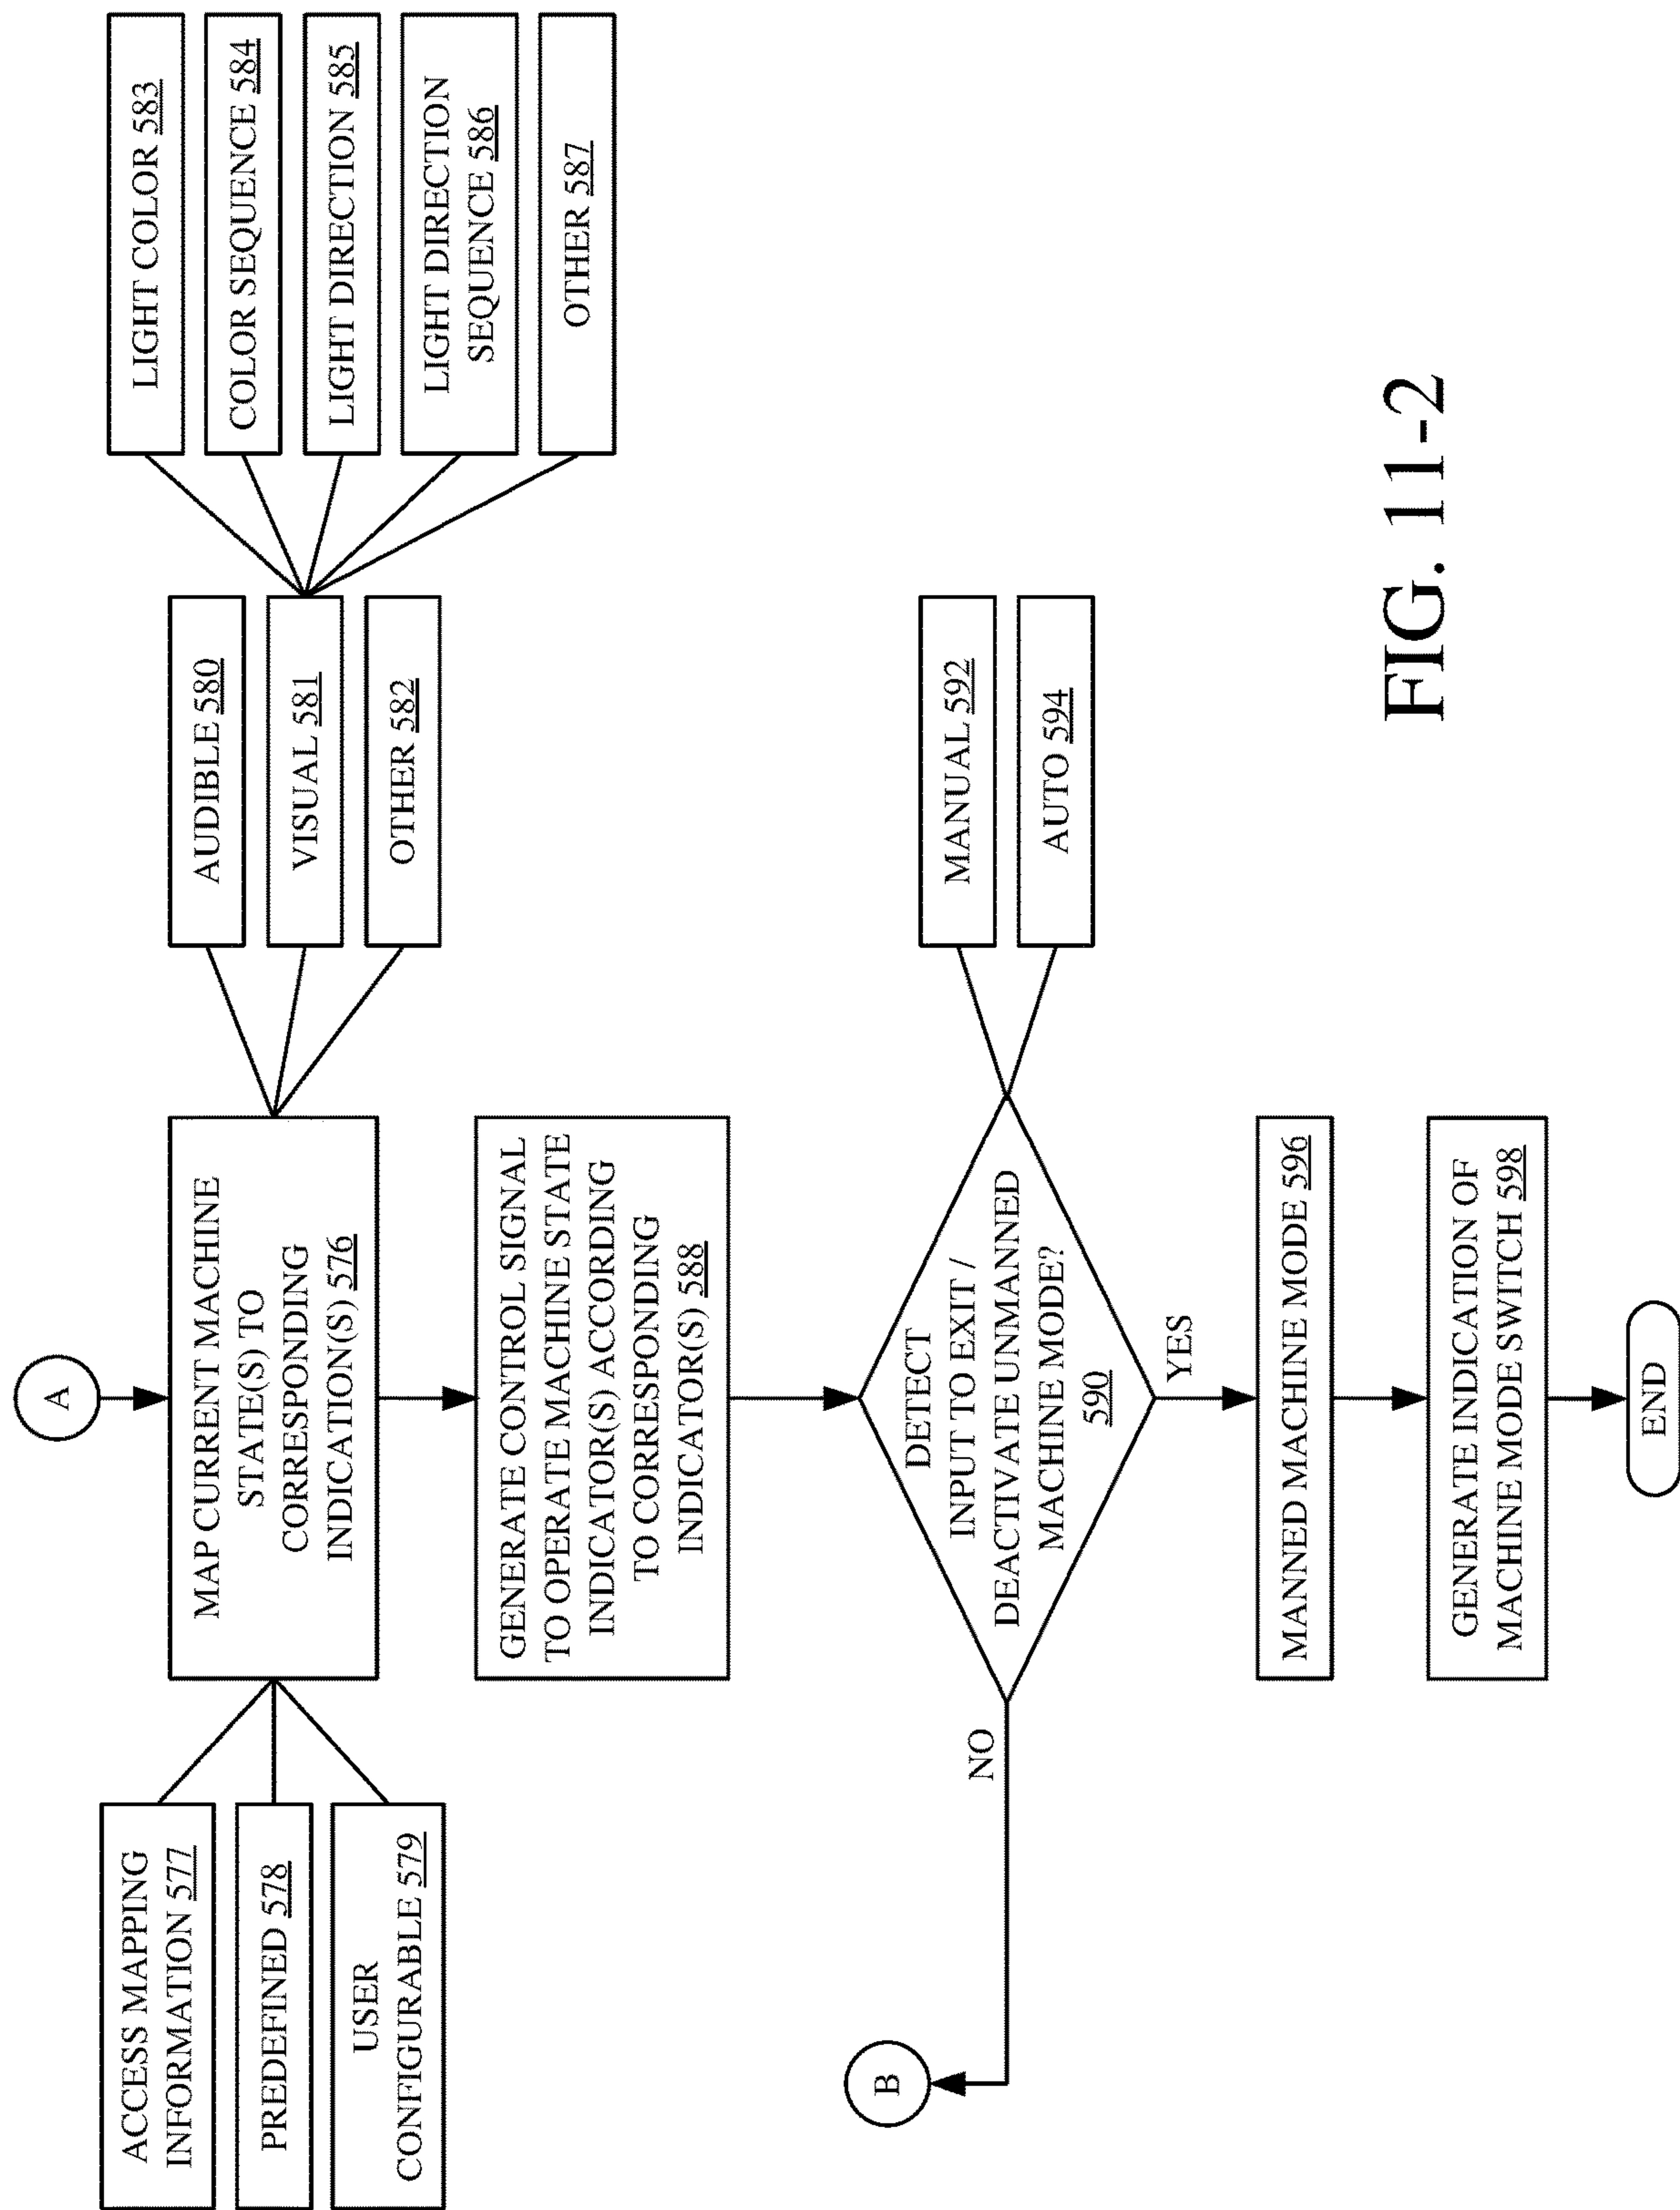 A
ACCESS MAPPING
INFORMATION 577
PREDEFINED 578
USER
CONFIGURABLE 579
MAP CURRENT MACHINE
STATE(S) TO
CORRESPONDING
INDICATION(S) 576
AUDIBLE 580
VISUAL 581
OTHER 582
LIGHT COLOR 583
COLOR SEQUENCE 584
LIGHT DIRECTION 585
LIGHT DIRECTION
SEQUENCE 586
OTHER 587
GENERATE CONTROL SIGNAL
TO OPERATE MACHINE STATE
INDICATOR(S) ACCORDING
TO CORRESPONDING
INDICATOR(S) 588
DETECT
INPUT TO EXIT /
DEACTIVATE UNMANNED
MACHINE MODE?
590
MANUAL 592
AUTO 594
NO
B
YES
MANNED MACHINE MODE 596
GENERATE INDICATION OF
MACHINE MODE SWITCH 598
END
FIG. 11-2